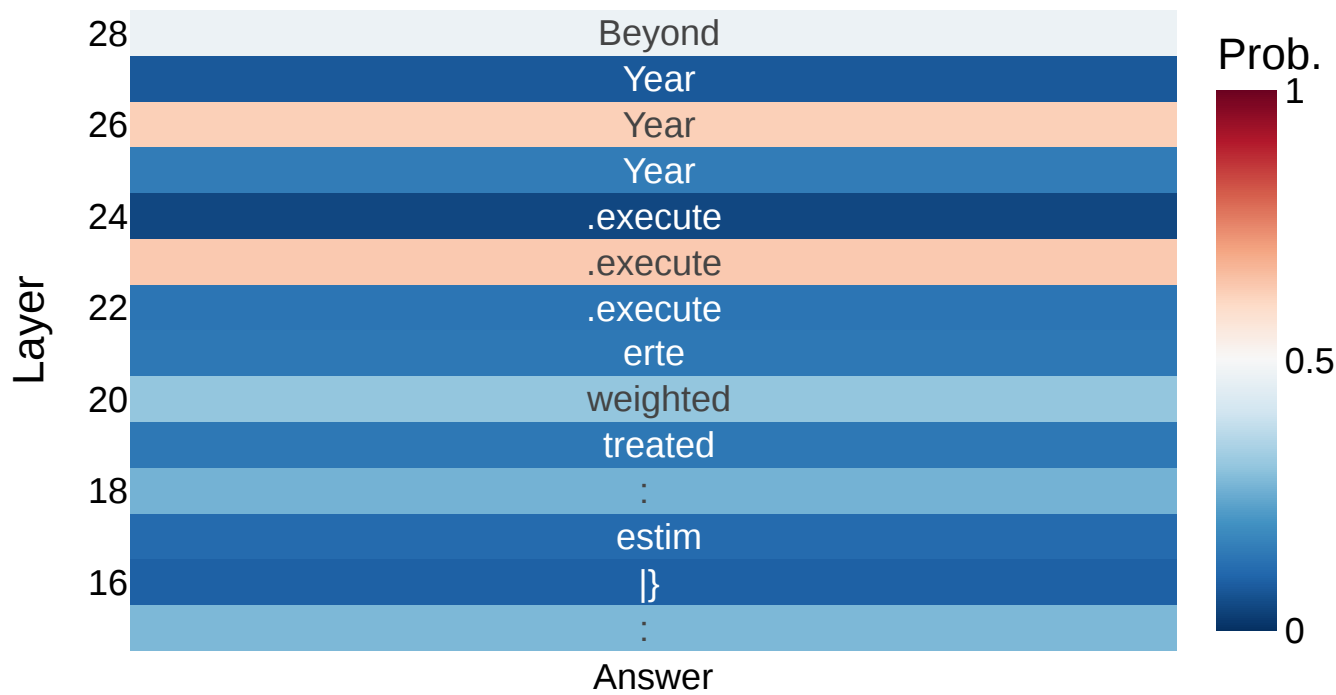 28 Beyond
Prob.
Year
1
26 Year
Year
24 .execute
.execute
22 .execute
erte
0.5
20 weighted
treated
18 :
estim
16 |}
:
0
Layer
Answer